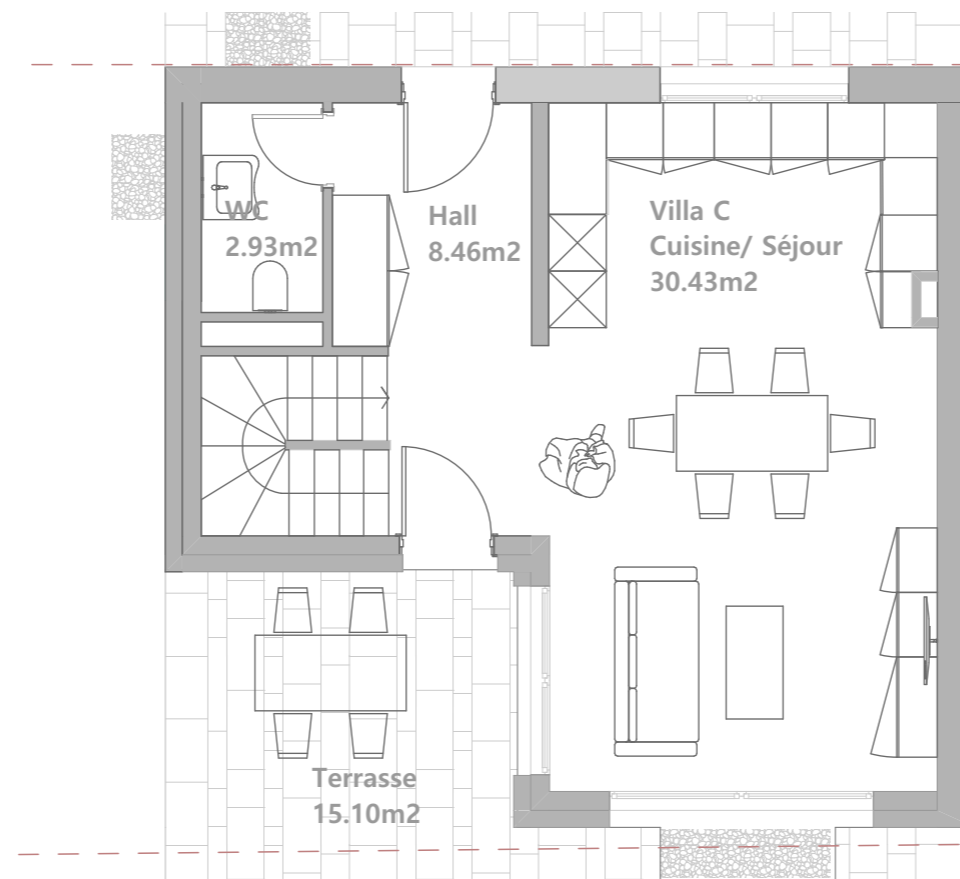 WC
2.93m2
Hall
8.46m2
Villa C
Cuisine/ Séjour
30.43m2
Terrasse
15.10m2